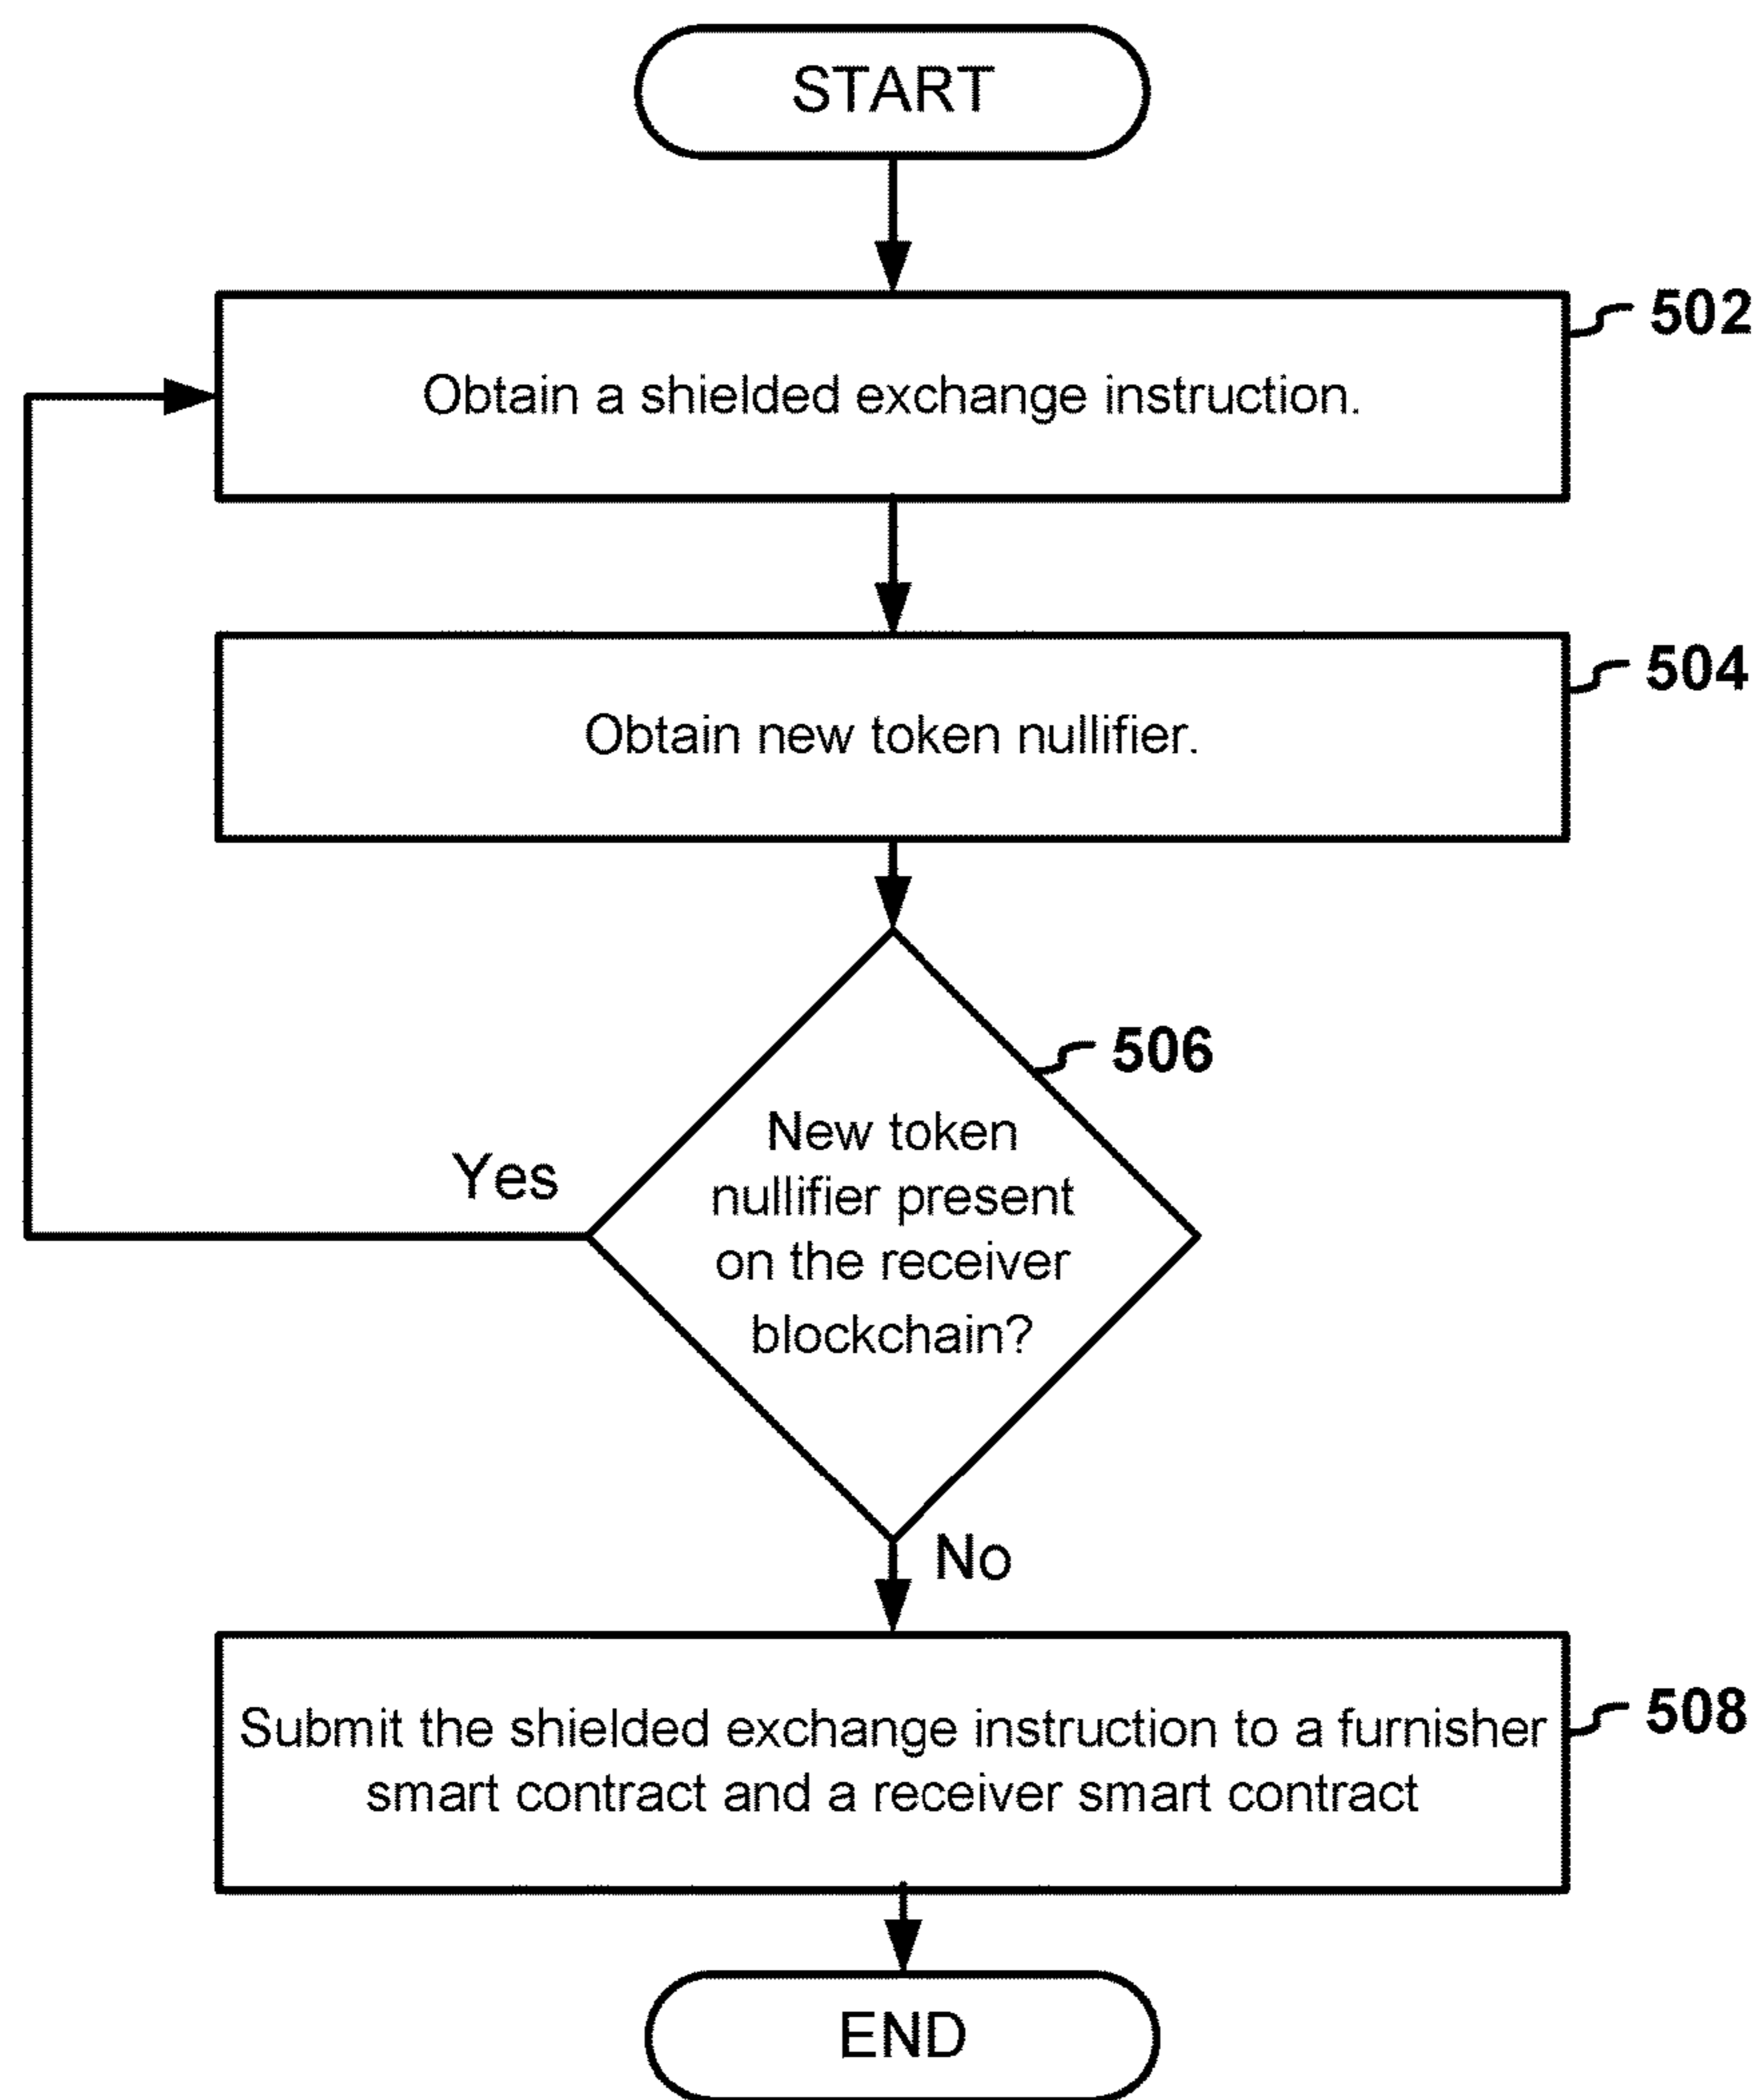 START
502
Obtain a shielded exchange instruction.
504
Obtain new token nullifier.
506
New token
nullifier present
on the receiver
blockchain?
Yes
No
508
Submit the shielded exchange instruction to a furnisher
smart contract and a receiver smart contract
END